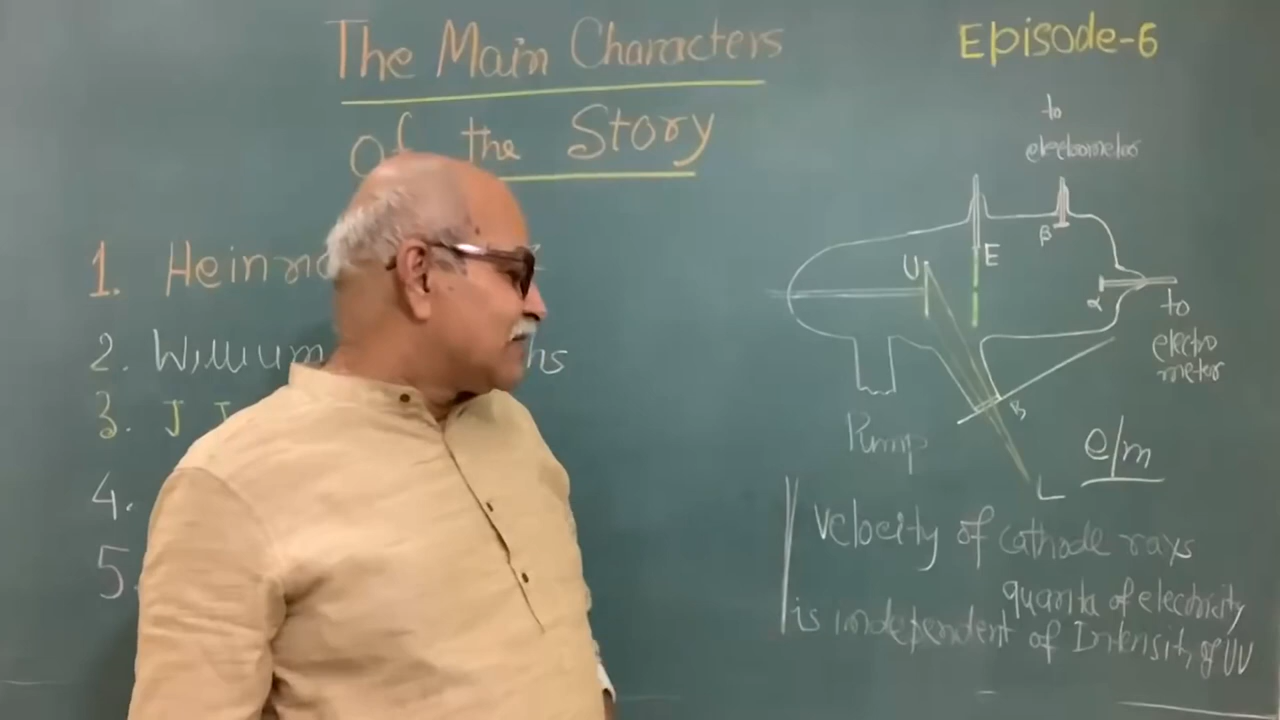 The Main Characters
of the Story
Episode-6
1. Heinri
2. William hs
3. J J
4.
5.
to
electrometer
β
U
E
α
to
electro
meter
B
Pump
e/m
L
Velocity of cathode rays
quanta of electricity
is independent of Intensity of UV